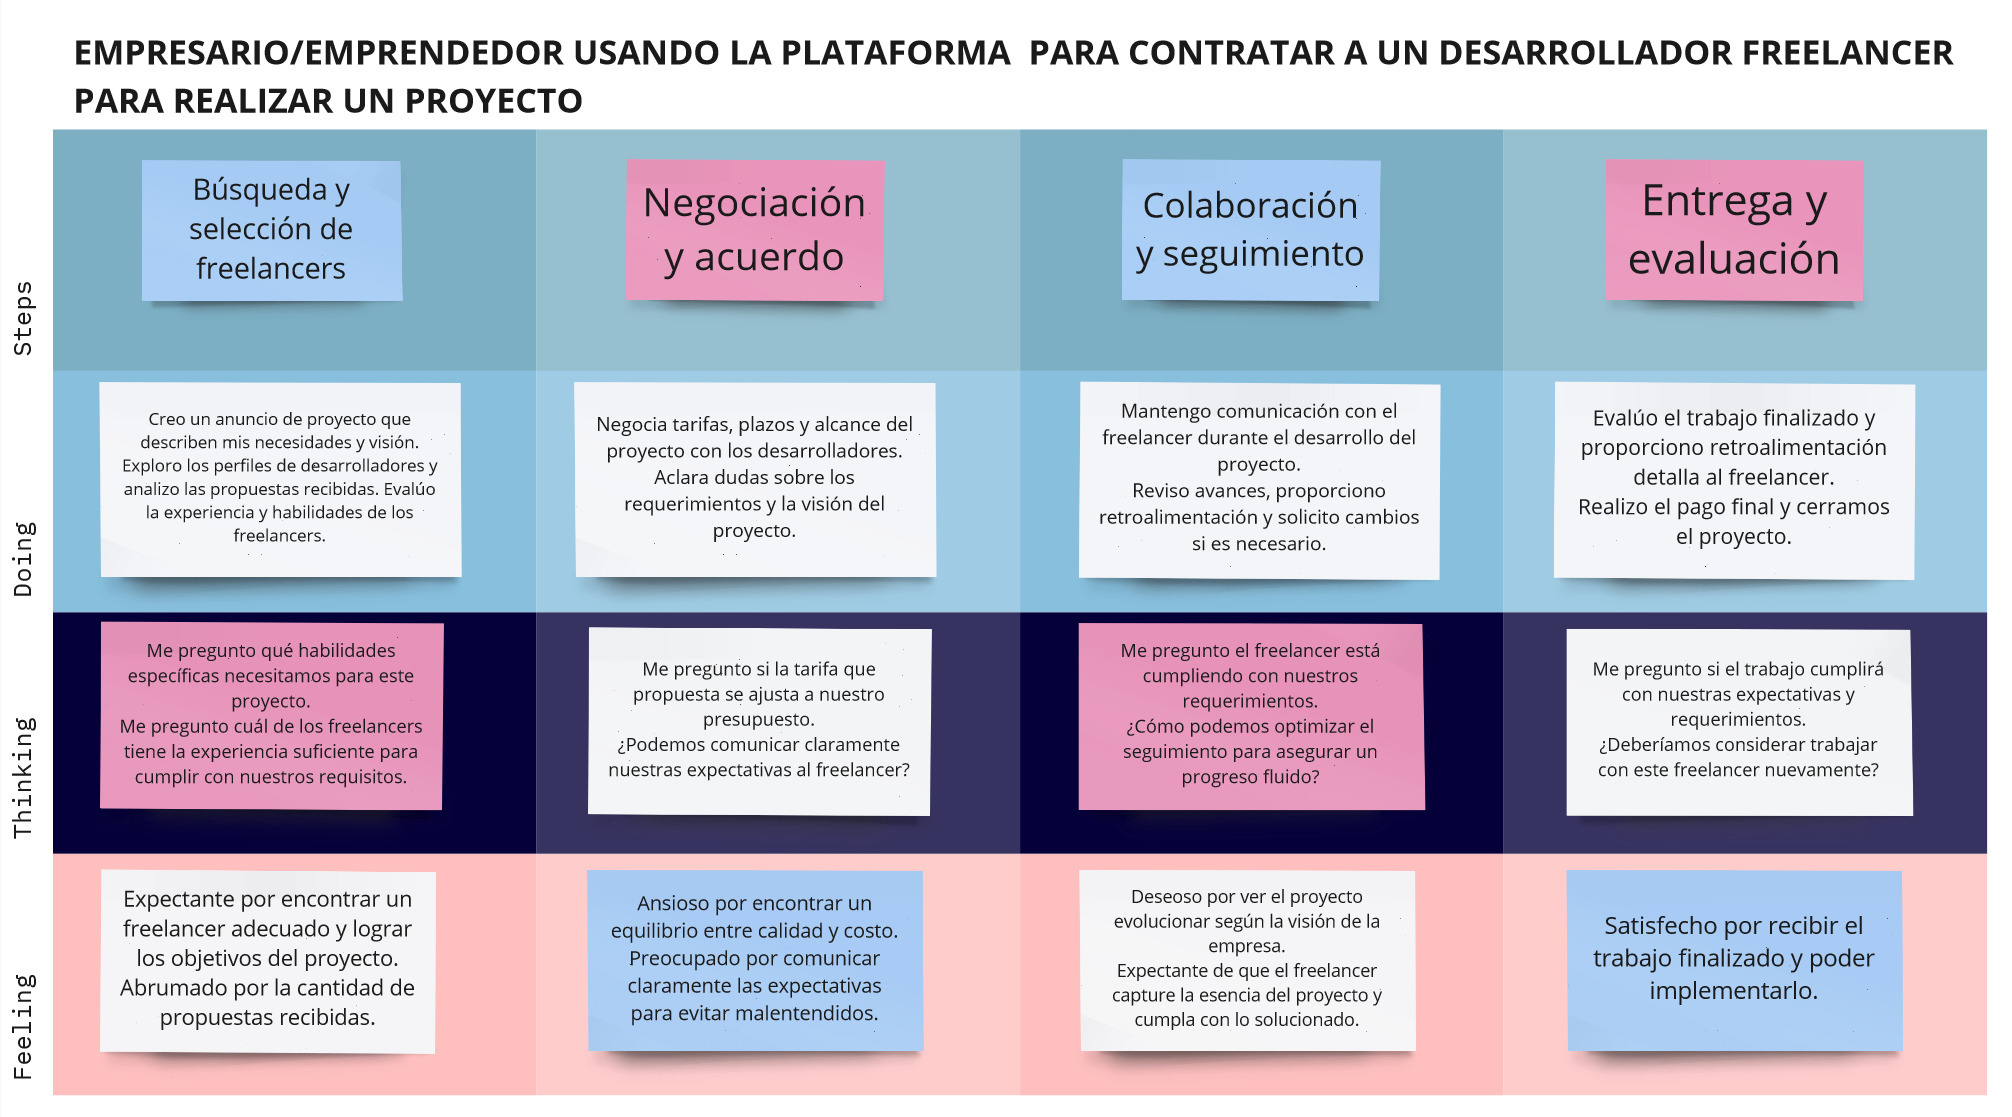 EMPRESARIO/EMPRENDEDOR USANDO LA PLATAFORMA PARA CONTRATAR A UN DESARROLLADOR FREELANCER
PARA REALIZAR UN PROYECTO
Steps
Búsqueda y
selección de
freelancers
Negociación
y acuerdo
Colaboración
y seguimiento
Entrega y
evaluación
Doing
Creo un anuncio de proyecto que
describen mis necesidades y visión.
Exploro los perfiles de desarrolladores y
analizo las propuestas recibidas. Evalúo
la experiencia y habilidades de los
freelancers.
Negocia tarifas, plazos y alcance del
proyecto con los desarrolladores.
Aclara dudas sobre los
requerimientos y la visión del
proyecto.
Mantengo comunicación con el
freelancer durante el desarrollo del
proyecto.
Reviso avances, proporciono
retroalimentación y solicito cambios
si es necesario.
Evalúo el trabajo finalizado y
proporciono retroalimentación
detalla al freelancer.
Realizo el pago final y cerramos
el proyecto.
Thinking
Me pregunto qué habilidades
específicas necesitamos para este
proyecto.
Me pregunto cuál de los freelancers
tiene la experiencia suficiente para
cumplir con nuestros requisitos.
Me pregunto si la tarifa que
propuesta se ajusta a nuestro
presupuesto.
¿Podemos comunicar claramente
nuestras expectativas al freelancer?
Me pregunto el freelancer está
cumpliendo con nuestros
requerimientos.
¿Cómo podemos optimizar el
seguimiento para asegurar un
progreso fluido?
Me pregunto si el trabajo cumplirá
con nuestras expectativas y
requerimientos.
¿Deberíamos considerar trabajar
con este freelancer nuevamente?
Feeling
Expectante por encontrar un
freelancer adecuado y lograr
los objetivos del proyecto.
Abrumado por la cantidad de
propuestas recibidas.
Ansioso por encontrar un
equilibrio entre calidad y costo.
Preocupado por comunicar
claramente las expectativas
para evitar malentendidos.
Deseoso por ver el proyecto
evolucionar según la visión de la
empresa.
Expectante de que el freelancer
capture la esencia del proyecto y
cumpla con lo solucionado.
Satisfecho por recibir el
trabajo finalizado y poder
implementarlo.